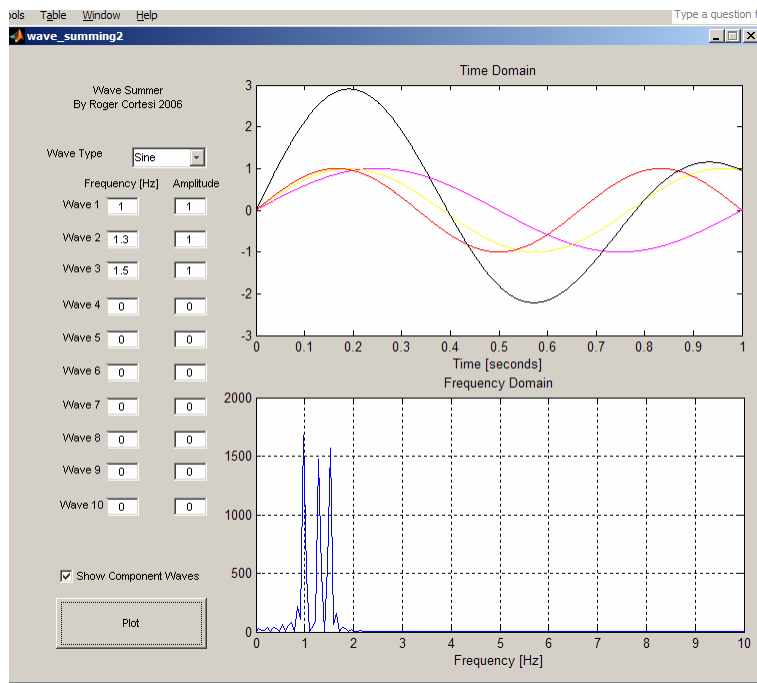 ools Table Window Help
Type a question f
wave_summing2
Wave Summer
By Roger Cortesi 2006
Wave Type Sine
Frequency [Hz] Amplitude
Wave 1 1 1
Wave 2 1.3 1
Wave 3 1.5 1
Wave 4 0 0
Wave 5 0 0
Wave 6 0 0
Wave 7 0 0
Wave 8 0 0
Wave 9 0 0
Wave 10 0 0
Show Component Waves
Plot
Time Domain
3
2
1
0
-1
-2
-3
0 0.1 0.2 0.3 0.4 0.5 0.6 0.7 0.8 0.9 1
Time [seconds]
Frequency Domain
2000
1500
1000
500
0
0 1 2 3 4 5 6 7 8 9 10
Frequency [Hz]